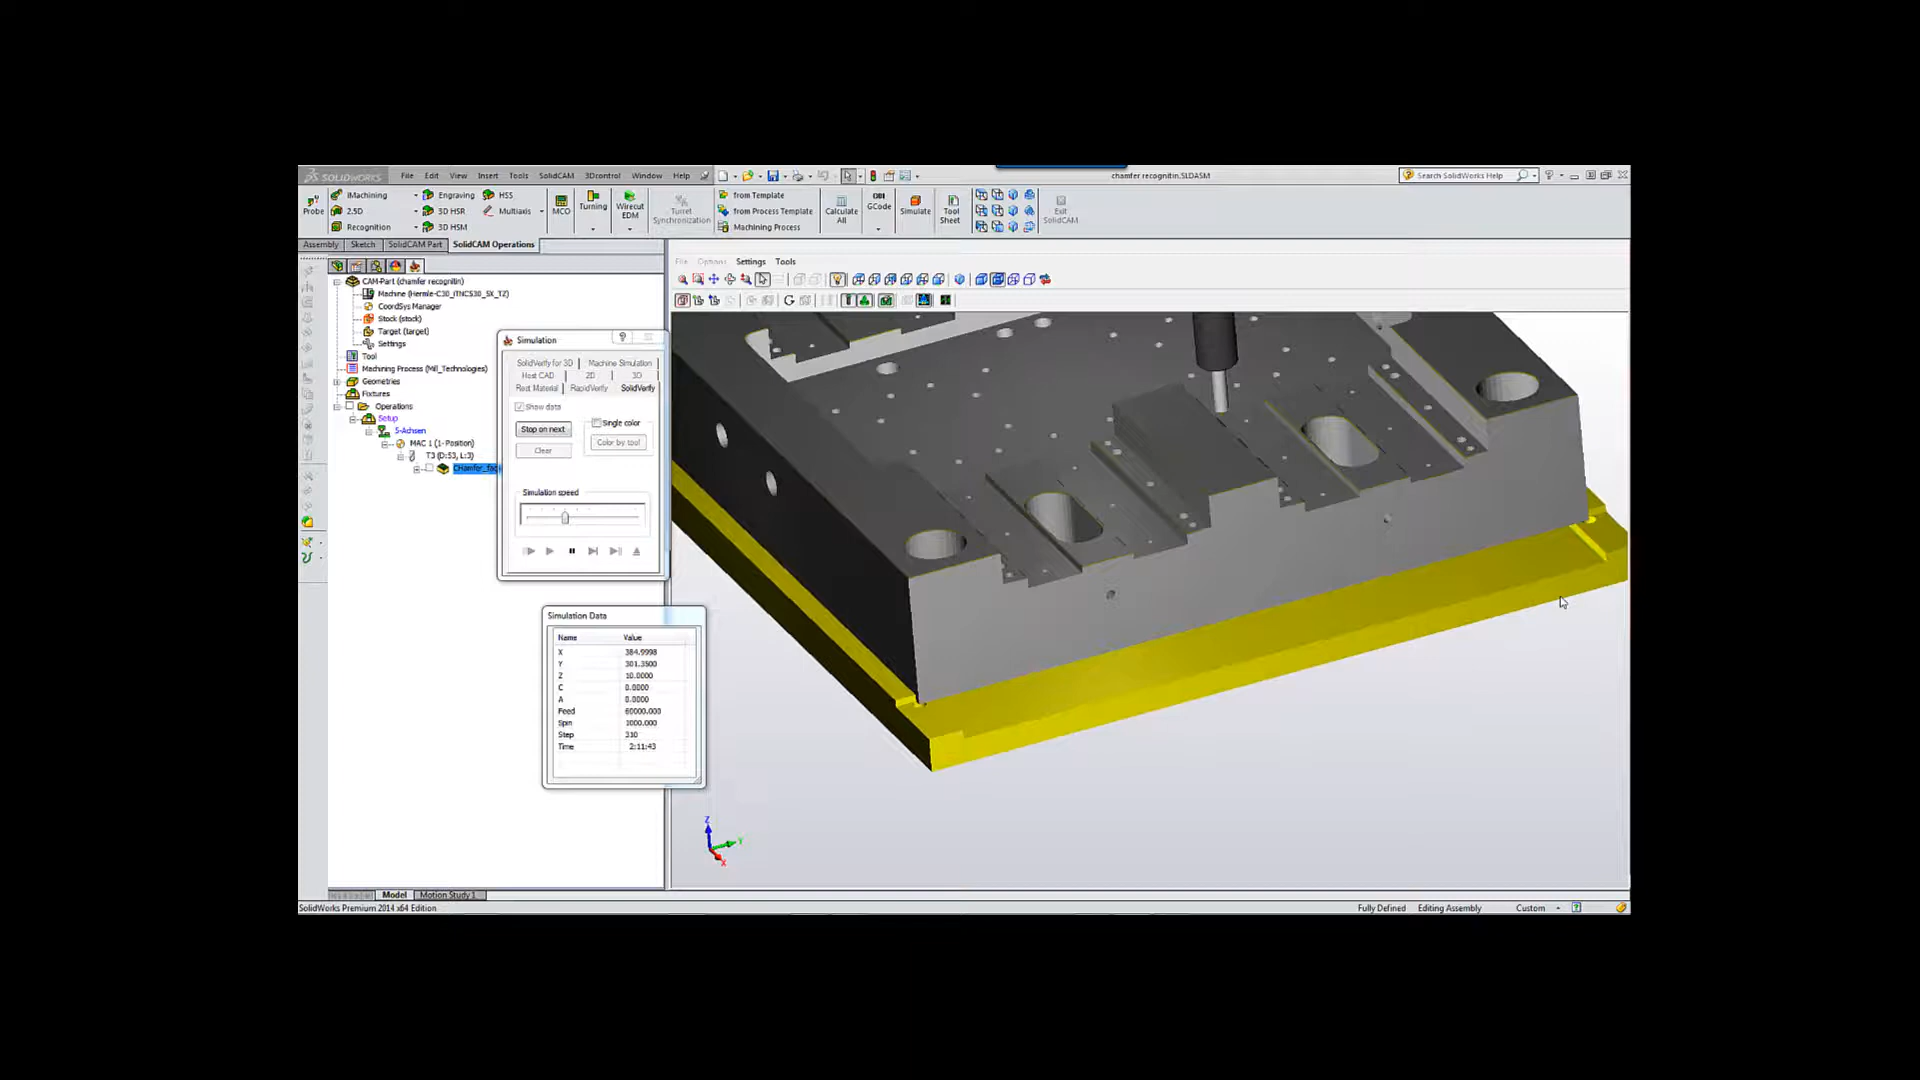 SOLIDWORKS File Edit View Insert Tools SolidCAM 3Dcontrol Window Help
chamfer recognitin.SLDASM
Search SolidWorks Help
Probe
iMachining Engraving HSS
2.5D 3D HSR Multiaxis
Recognition 3D HSM
MCO
Turning
Wirecut EDM
Turret Synchronization
from Template
from Process Template
Machining Process
Calculate All
GCode
Simulate
Tool Sheet
Exit SolidCAM
Assembly Sketch SolidCAM Part SolidCAM Operations
File Options Settings Tools
CAM-Part (chamfer recognitin)
Machine (Hermle-C30_iTNC530_5X_TZ)
CoordSys Manager
Stock (stock)
Target (target)
Settings
Tool
Machining Process (Mill_Technologies)
Geometries
Fixtures
Operations
Setup
5-Achsen
MAC 1 (1- Position)
T3 (D:53, L:3)
Simulation
SolidVerify for 3D Machine Simulation
Host CAD 2D 3D
Rest Material RapidVerify SolidVerify
Show data
Stop on next
Clear
Single color
Color by tool
Simulation speed
Simulation Data
Name Value
X 384.9998
Y 301.3500
Z 10.0000
C 0.0000
A 0.0000
Feed 60000.000
Spin 1000.000
Step 310
Time 2:11:43
Z
Y
X
Model Motion Study 1
SolidWorks Premium 2014 x64 Edition
Fully Defined Editing Assembly Custom